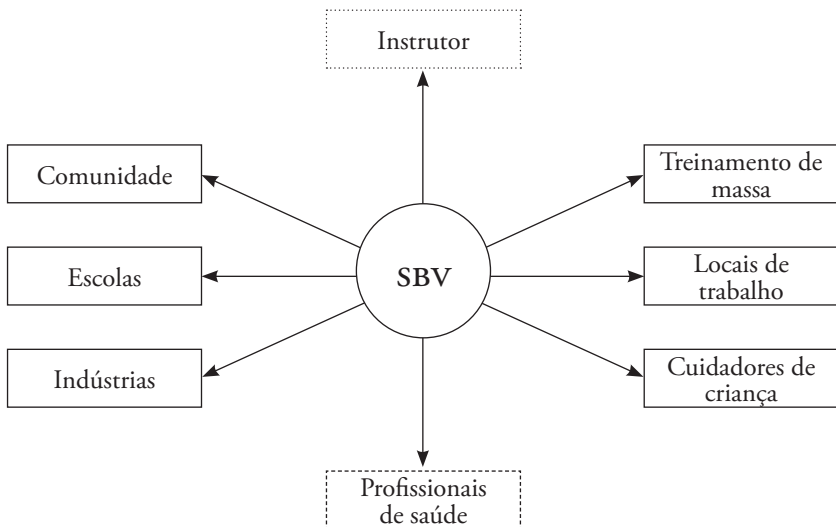 Instrutor
Comunidade
Treinamento de
massa
Escolas
SBV
Locais de
trabalho
Indústrias
Cuidadores de
criança
Profissionais
de saúde